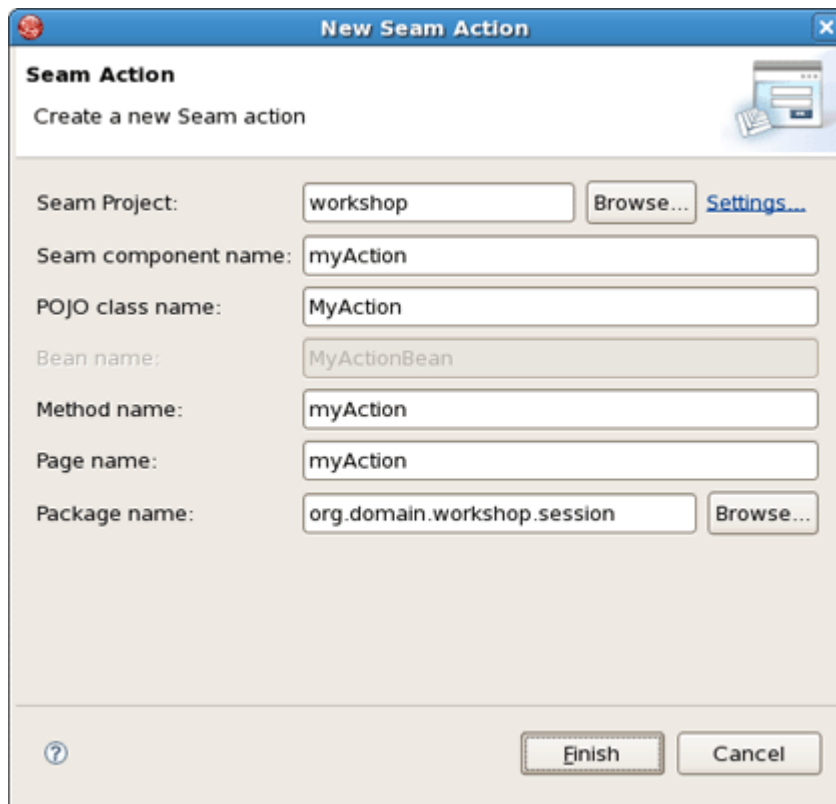 New Seam Action
Seam Action
Create a new Seam action
Seam Project: workshop Browse... Settings...
Seam component name: myAction
POJO class name: MyAction
Bean name: MyActionBean
Method name: myAction
Page name: myAction
Package name: org.domain.workshop.session Browse...
? Finish Cancel